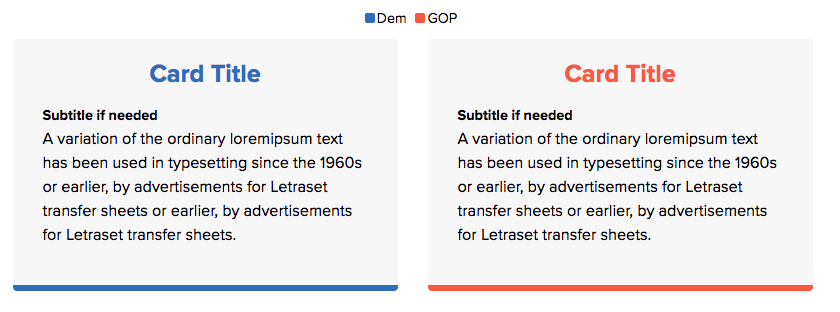 Dem GOP
Card Title
Subtitle if needed
A variation of the ordinary loremipsum text
has been used in typesetting since the 1960s
or earlier, by advertisements for Letraset
transfer sheets or earlier, by advertisements
for Letraset transfer sheets.
Card Title
Subtitle if needed
A variation of the ordinary loremipsum text
has been used in typesetting since the 1960s
or earlier, by advertisements for Letraset
transfer sheets or earlier, by advertisements
for Letraset transfer sheets.